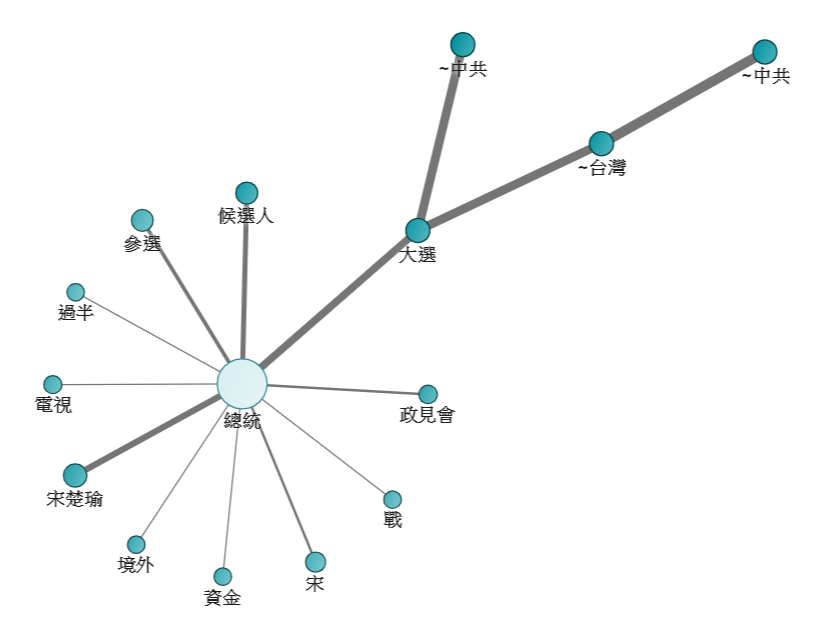 ~中共
~中共
~台灣
候選人
參選
大選
過半
電視
總統
政見會
宋楚瑜
戰
境外
宋
資金